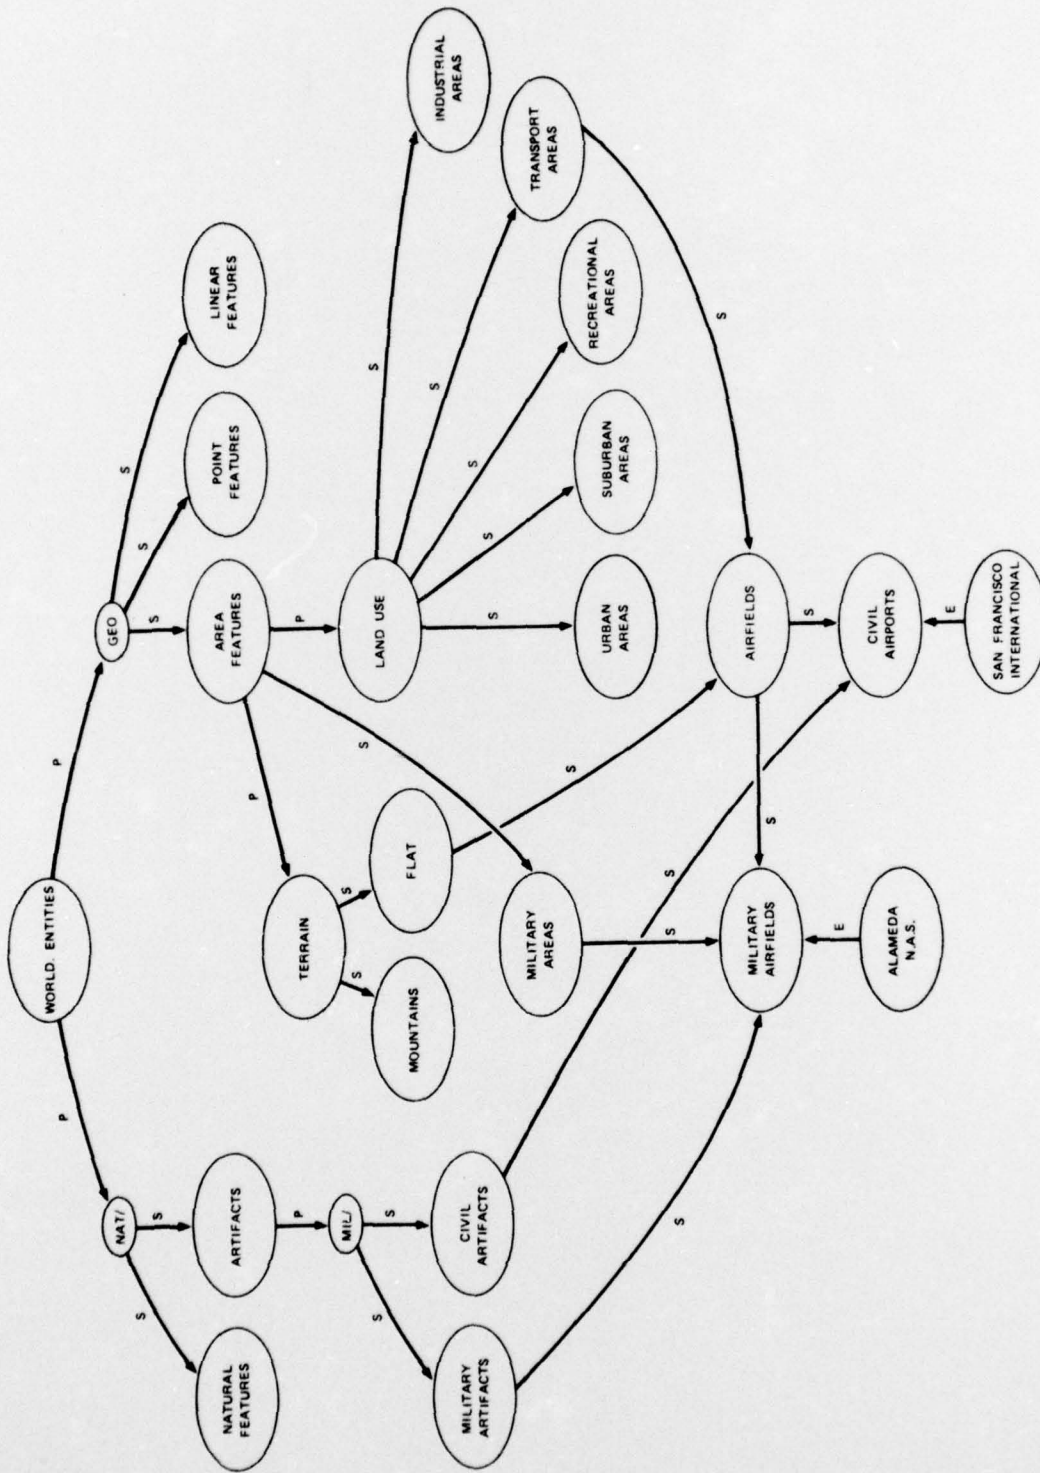 WORLD. ENTITIES
P
P
NAT/
GEO
S
S
S
S
S
NATURAL
FEATURES
ARTIFACTS
AREA
FEATURES
POINT
FEATURES
LINEAR
FEATURES
P
P
P
MIL/
TERRAIN
LAND USE
S
S
S
S
S
S
S
S
S
S
MILITARY
ARTIFACTS
CIVIL
ARTIFACTS
MOUNTAINS
FLAT
INDUSTRIAL
AREAS
MILITARY
AREAS
TRANSPORT
AREAS
URBAN
AREAS
SUBURBAN
AREAS
RECREATIONAL
AREAS
S
S
S
S
S
S
MILITARY
AIRFIELDS
AIRFIELDS
E
S
ALAMEDA
N.A.S.
CIVIL
AIRPORTS
E
SAN FRANCISCO
INTERNATIONAL